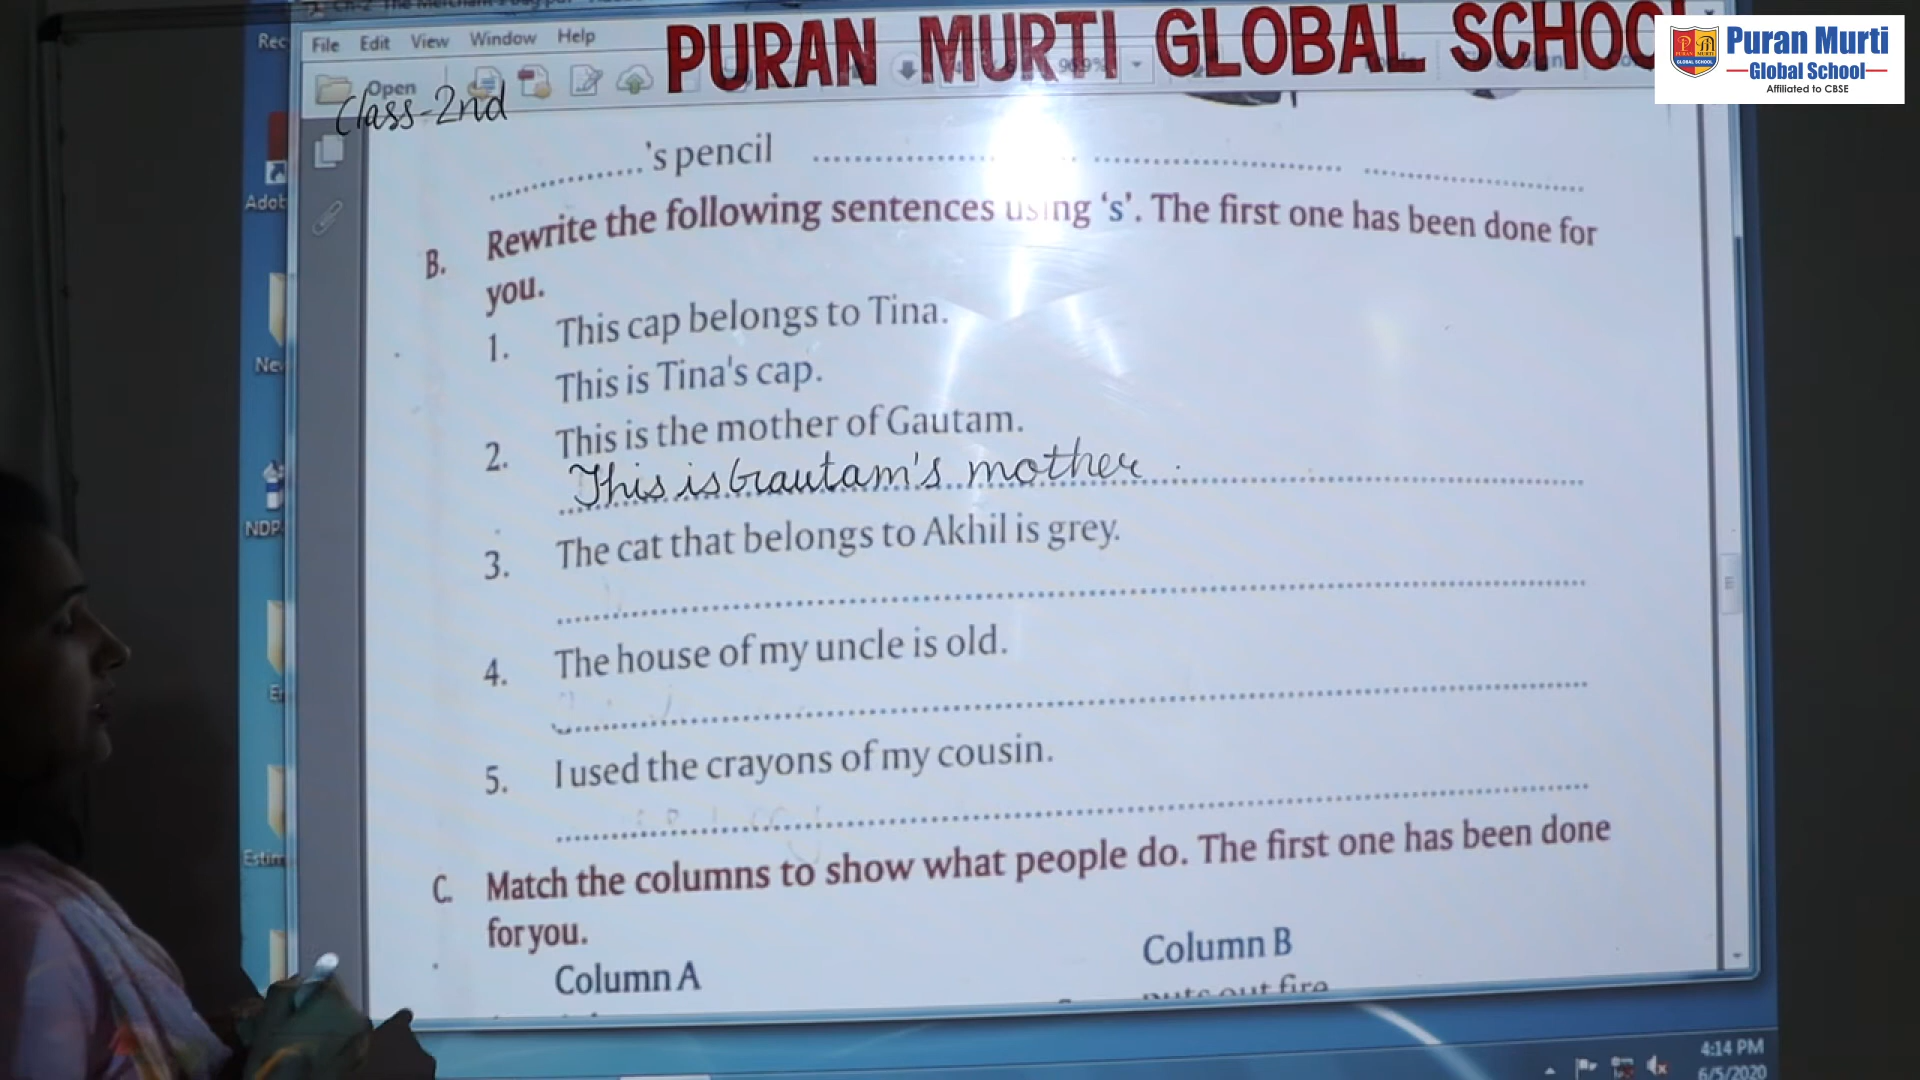 File Edit View Window Help
PURAN MURTI GLOBAL SCHOOL
Puran Murti
Global School
Affiliated to CBSE
Open
Class-2nd
's pencil
B. Rewrite the following sentences using ‘s’. The first one has been done for
you.
1. This cap belongs to Tina.
This is Tina's cap.
2. This is the mother of Gautam.
This is Gautam's mother.
3. The cat that belongs to Akhil is grey.
4. The house of my uncle is old.
5. I used the crayons of my cousin.
C. Match the columns to show what people do. The first one has been done
for you.
Column A Column B
puts out fire
4:14 PM
6/5/2020